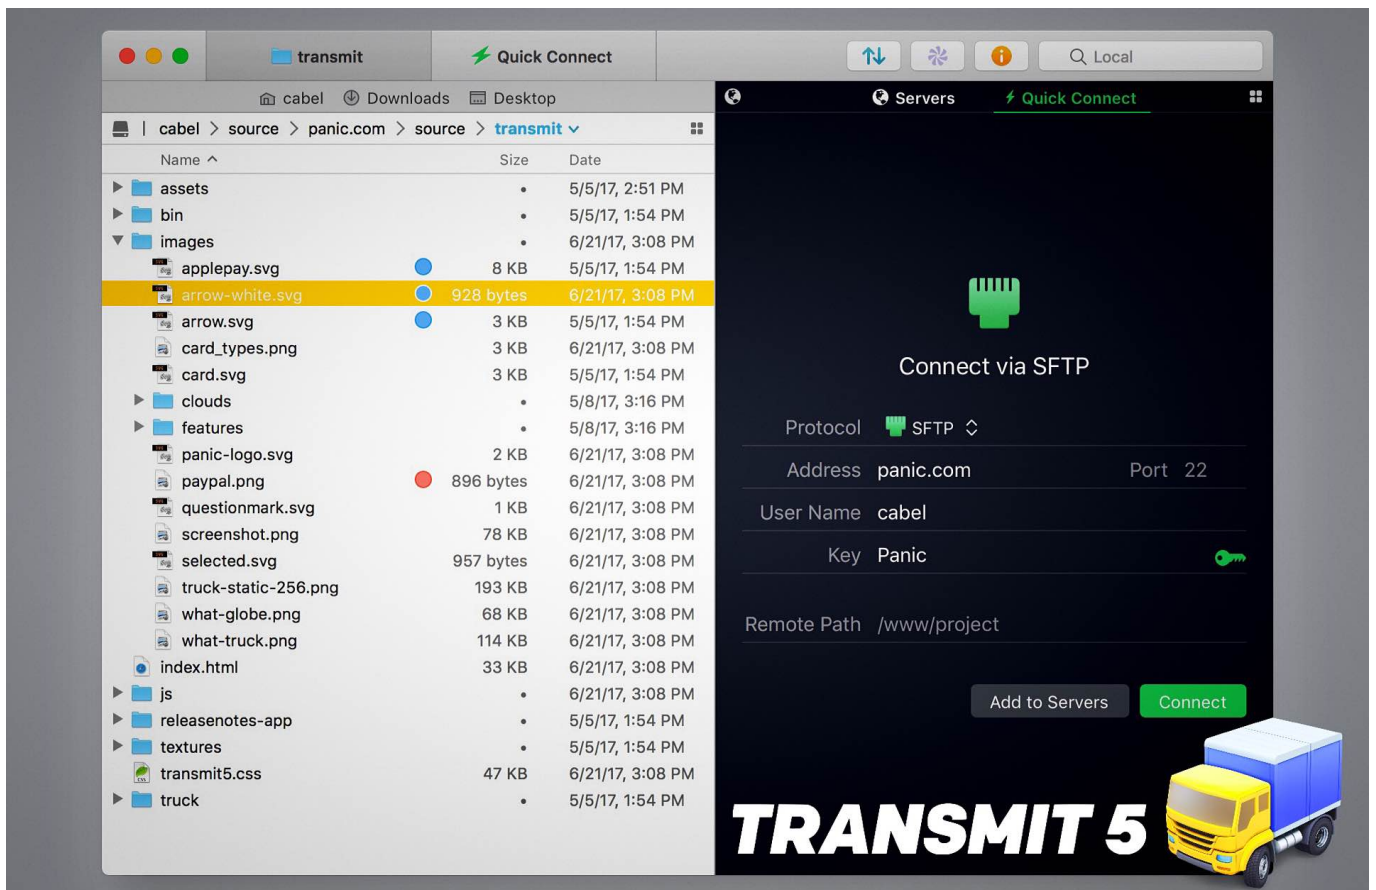 transmit
Quick Connect
Local
cabel Downloads Desktop
Servers Quick Connect
| cabel > source > panic.com > source > transmit
Name Size Date
assets • 5/5/17, 2:51 PM
bin • 5/5/17, 1:54 PM
images • 6/21/17, 3:08 PM
applepay.svg 8 KB 5/5/17, 1:54 PM
arrow-white.svg 928 bytes 6/21/17, 3:08 PM
arrow.svg 3 KB 5/5/17, 1:54 PM
card_types.png 3 KB 6/21/17, 3:08 PM
card.svg 3 KB 5/5/17, 1:54 PM
clouds • 5/8/17, 3:16 PM
features • 5/8/17, 3:16 PM
panic-logo.svg 2 KB 6/21/17, 3:08 PM
paypal.png 896 bytes 6/21/17, 3:08 PM
questionmark.svg 1 KB 6/21/17, 3:08 PM
screenshot.png 78 KB 6/21/17, 3:08 PM
selected.svg 957 bytes 6/21/17, 3:08 PM
truck-static-256.png 193 KB 6/21/17, 3:08 PM
what-globe.png 68 KB 6/21/17, 3:08 PM
what-truck.png 114 KB 6/21/17, 3:08 PM
index.html 33 KB 6/21/17, 3:08 PM
js • 6/21/17, 3:08 PM
releasenotes-app • 5/5/17, 1:54 PM
textures • 5/5/17, 1:54 PM
transmit5.css 47 KB 6/21/17, 3:08 PM
truck • 5/5/17, 1:54 PM
Connect via SFTP
Protocol SFTP
Address panic.com Port 22
User Name cabel
Key Panic
Remote Path /www/project
Add to Servers Connect
TRANSMIT 5